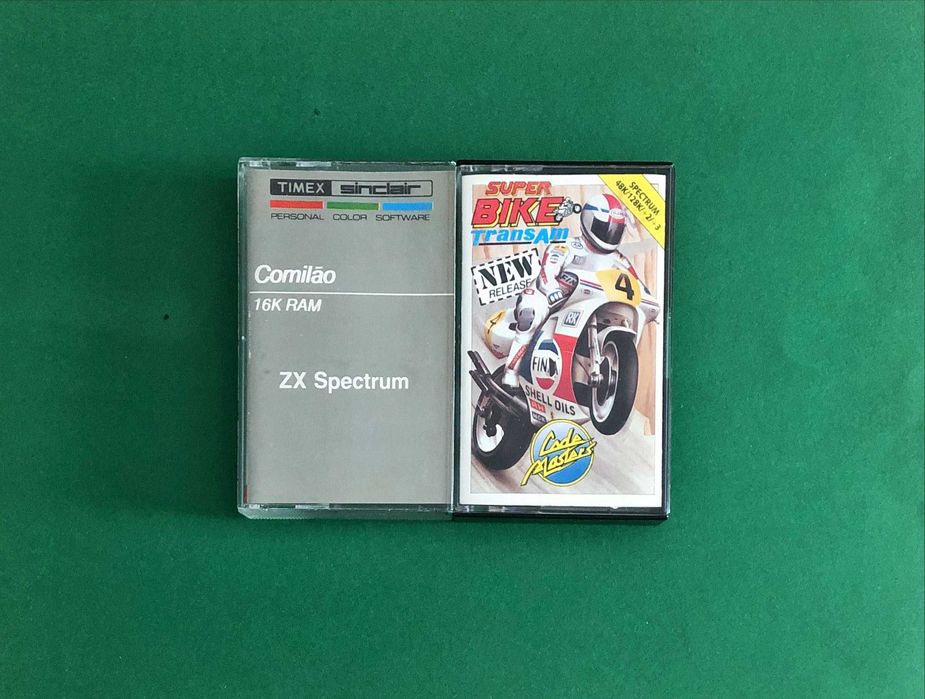 TIMEX sinclair
PERSONAL COLOR SOFTWARE
Comilão
16K RAM
ZX Spectrum
SUPER
BIKE
TransAm
SPECTRUM
48K/128K/+2/+3
NEW
RELEASE
4
RK
FINA
SHELL OILS
Code
Masters